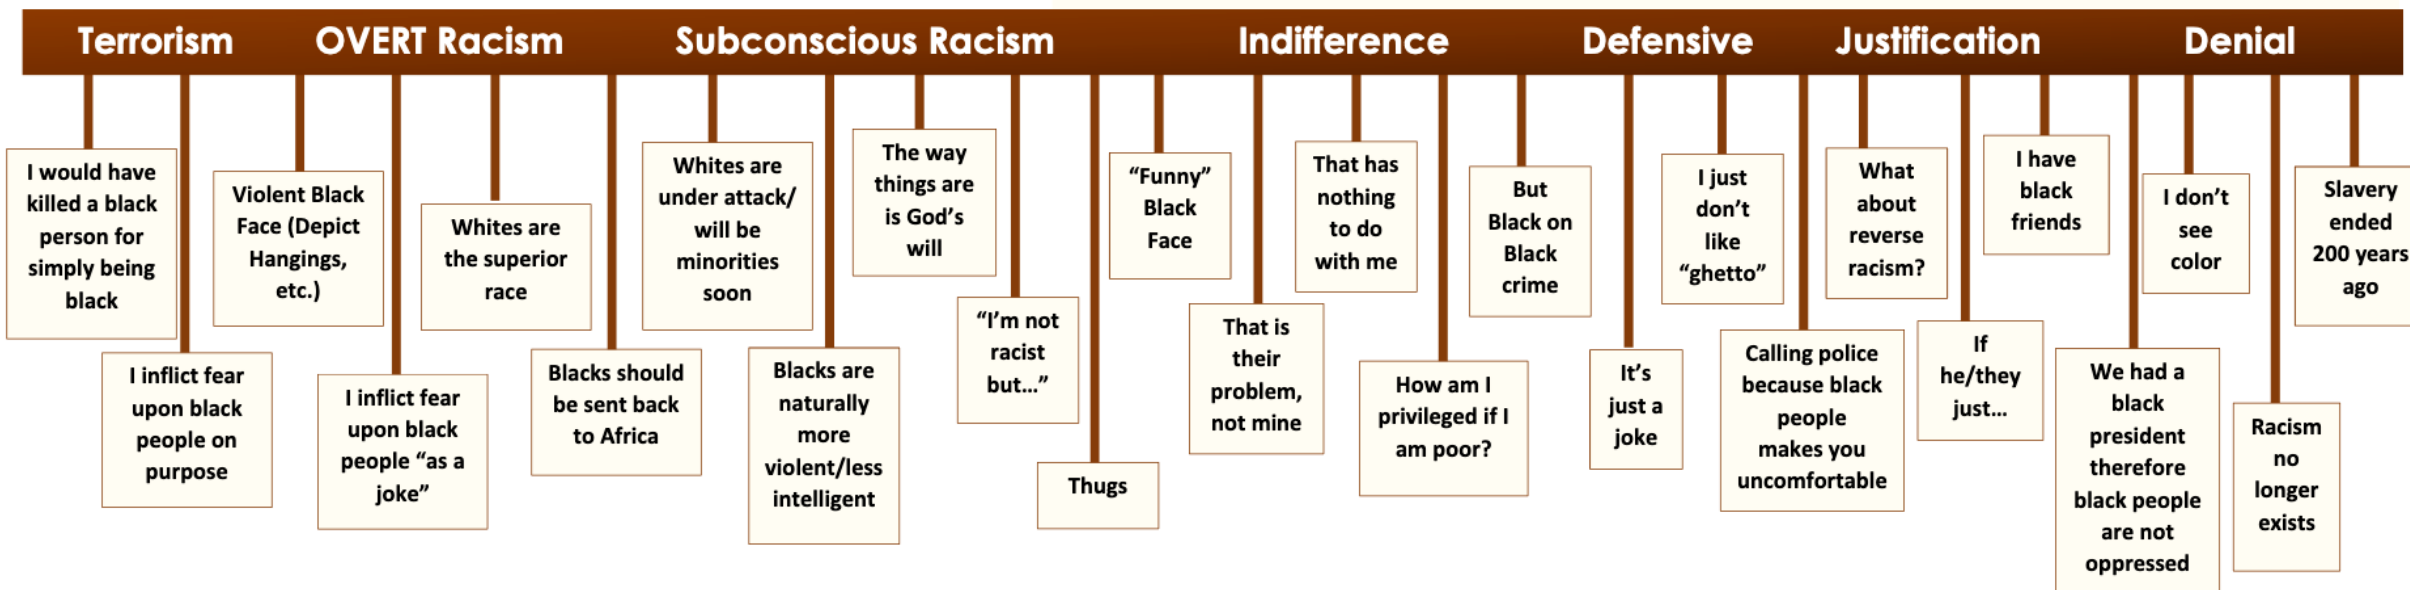 Terrorism OVERT Racism Subconscious Racism Indifference Defensive Justification Denial
I would have
killed a black
person for
simply being
black
I inflict fear
upon black
people on
purpose
Violent Black
Face (Depict
Hangings,
etc.)
I inflict fear
upon black
people “as a
joke”
Whites are
the superior
race
Blacks should
be sent back
to Africa
Whites are
under attack/
will be
minorities
soon
Blacks are
naturally
more
violent/less
intelligent
The way
things are
is God’s
will
“I’m not
racist
but…”
Thugs
“Funny”
Black
Face
That is
their
problem,
not mine
That has
nothing
to do
with me
How am I
privileged if I
am poor?
But
Black on
Black
crime
It’s
just a
joke
I just
don’t
like
“ghetto”
Calling police
because black
people
makes you
uncomfortable
What
about
reverse
racism?
If
he/they
just…
I have
black
friends
We had a
black
president
therefore
black people
are not
oppressed
I don’t
see
color
Racism
no
longer
exists
Slavery
ended
200 years
ago